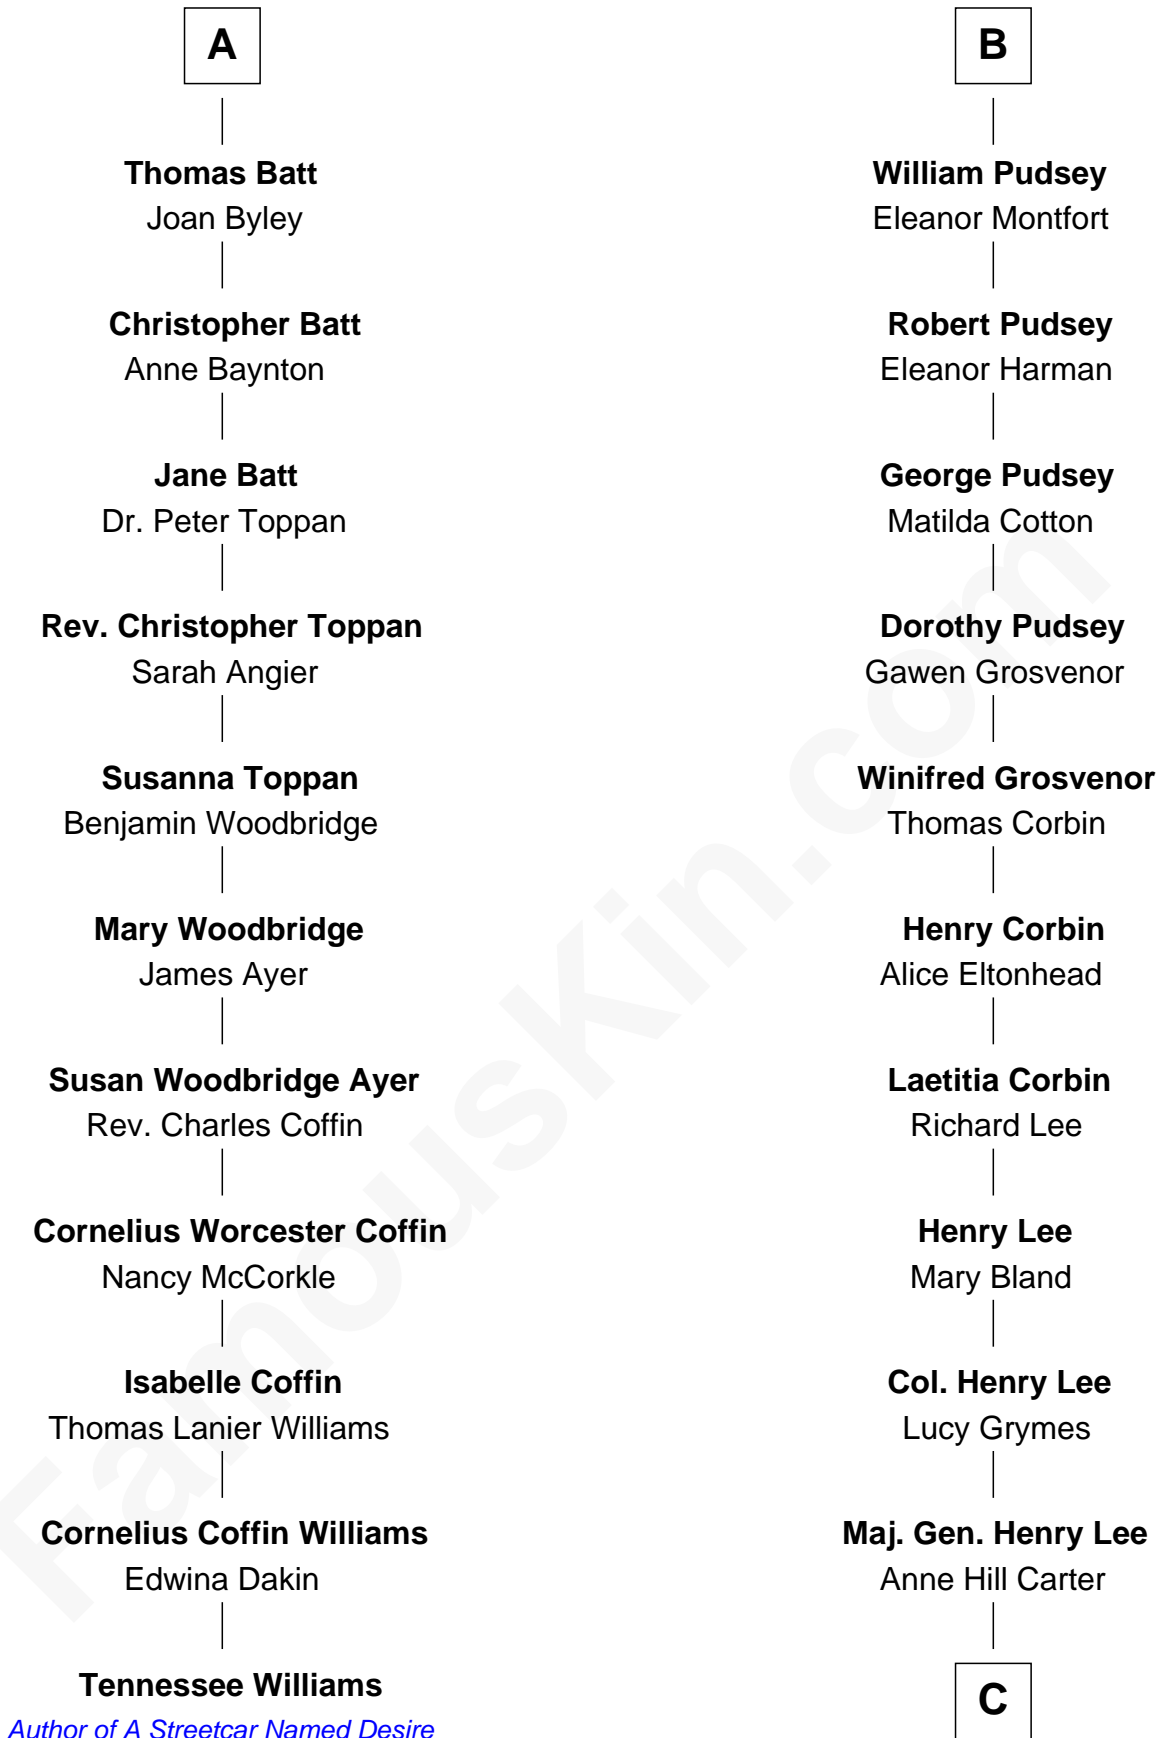 A
Thomas Batt
Joan Byley
Christopher Batt
Anne Baynton
Jane Batt
Dr. Peter Toppan
Rev. Christopher Toppan
Sarah Angier
Susanna Toppan
Benjamin Woodbridge
Mary Woodbridge
James Ayer
Susan Woodbridge Ayer
Rev. Charles Coffin
Cornelius Worcester Coffin
Nancy McCorkle
Isabelle Coffin
Thomas Lanier Williams
Cornelius Coffin Williams
Edwina Dakin
Tennessee Williams
Author of A Streetcar Named Desire
B
William Pudsey
Eleanor Montfort
Robert Pudsey
Eleanor Harman
George Pudsey
Matilda Cotton
Dorothy Pudsey
Gawen Grosvenor
Winifred Grosvenor
Thomas Corbin
Henry Corbin
Alice Eltonhead
Laetitia Corbin
Richard Lee
Henry Lee
Mary Bland
Col. Henry Lee
Lucy Grymes
Maj. Gen. Henry Lee
Anne Hill Carter
C
FamousKin.com